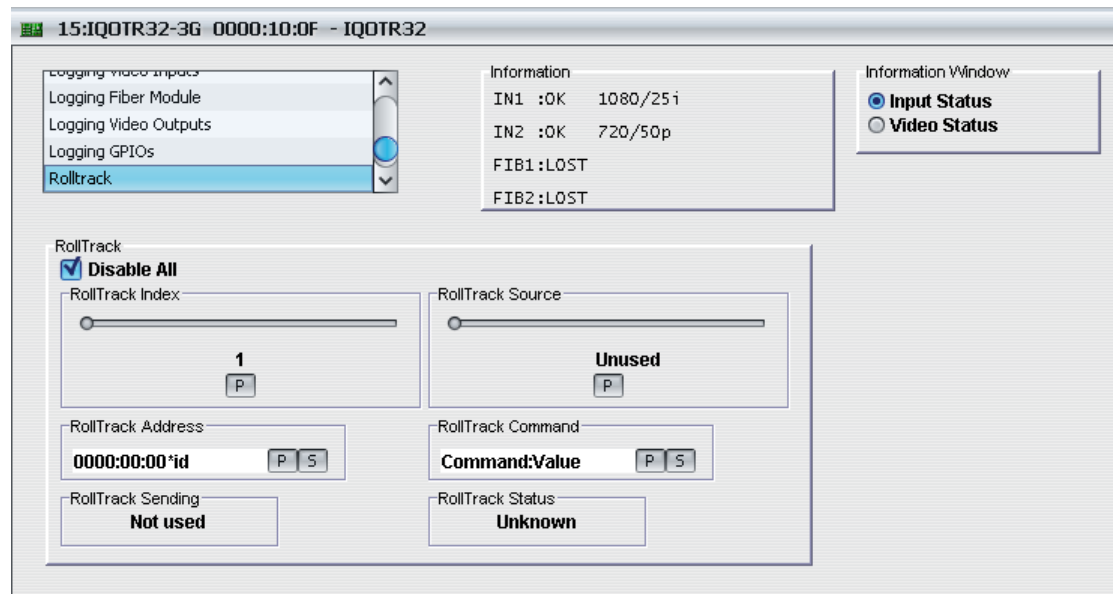 15:IQOTR32-3G 0000:10:0F - IQOTR32
Logging Video Inputs
Logging Fiber Module
Logging Video Outputs
Logging GPIOs
Rolltrack
Information
IN1 :OK 1080/25i
IN2 :OK 720/50p
FIB1:LOST
FIB2:LOST
Information Window
Input Status
Video Status
RollTrack
Disable All
RollTrack Index
1
P
RollTrack Source
Unused
P
RollTrack Address
0000:00:00*id P S
RollTrack Command
Command:Value P S
RollTrack Sending
Not used
RollTrack Status
Unknown